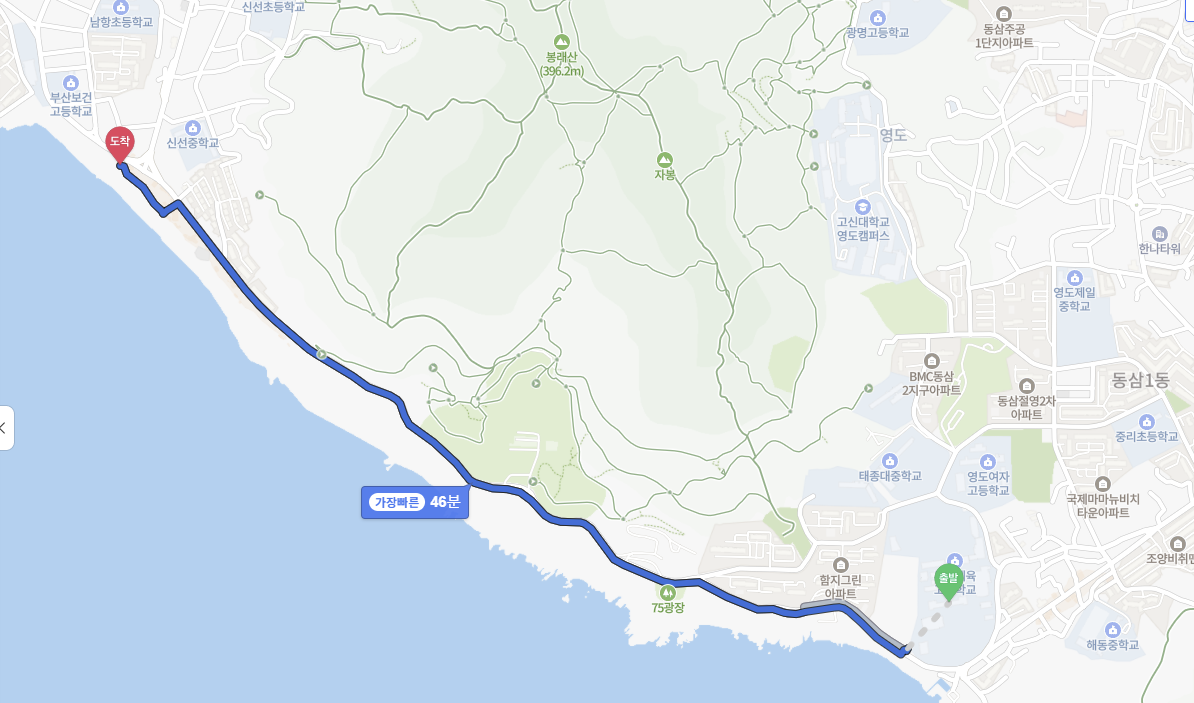 신선초등학교
남항초등학교
광명고등학교
동삼주공
1단지아파트
봉래산
(396.2m)
부산보건
고등학교
도착
신선중학교
영도
자봉
고신대학교
영도캠퍼스
한나타워
영도제일
중학교
BMC동삼
2지구아파트
동삼1동
동삼절영2차
아파트
중리초등학교
태종대중학교
영도여자
고등학교
가장빠른 46분
국제마마뉴비치
타운아파트
조양비취맨
함지그린
아파트
출발
75광장
해동중학교